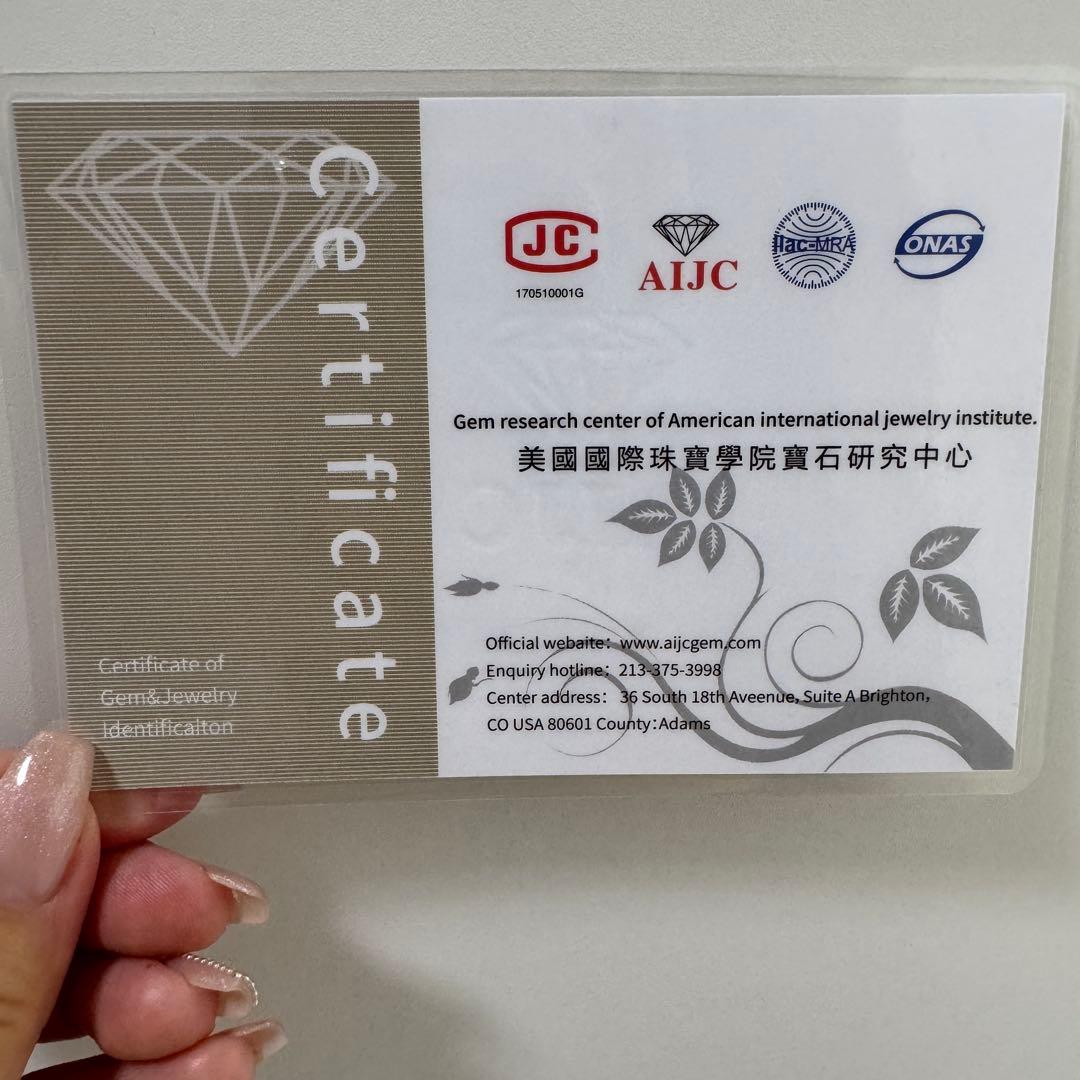 Certificate
Certificate of
Gem&Jewelry
Identificaiton
JC
170510001G
AIJC
ilac-MRA
ONAS
Gem research center of American international jewelry institute.
美國國際珠寶學院寶石研究中心
Official webaite：www.aijcgem.com
Enquiry hotline：213-375-3998
Center address： 36 South 18th Aveenue, Suite A Brighton,
CO USA 80601 County：Adams